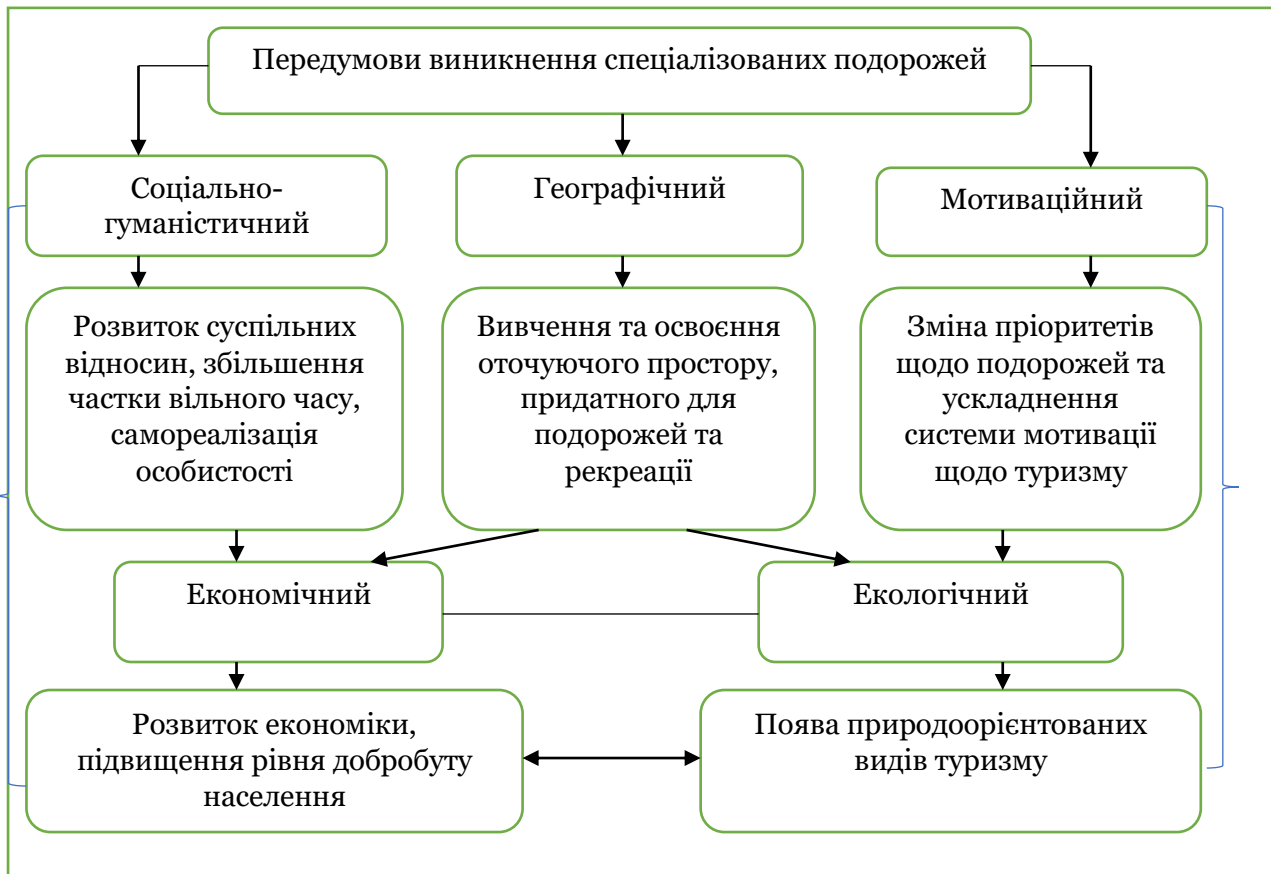 Передумови виникнення спеціалізованих подорожей
Соціально-
гуманістичний
Географічний
Мотиваційний
Розвиток суспільних
відносин, збільшення
частки вільного часу,
самореалізація
особистості
Вивчення та освоєння
оточуючого простору,
придатного для
подорожей та
рекреації
Зміна пріоритетів
щодо подорожей та
ускладнення
системи мотивації
щодо туризму
Економічний
Екологічний
Розвиток економіки,
підвищення рівня добробуту
населення
Поява природоорієнтованих
видів туризму